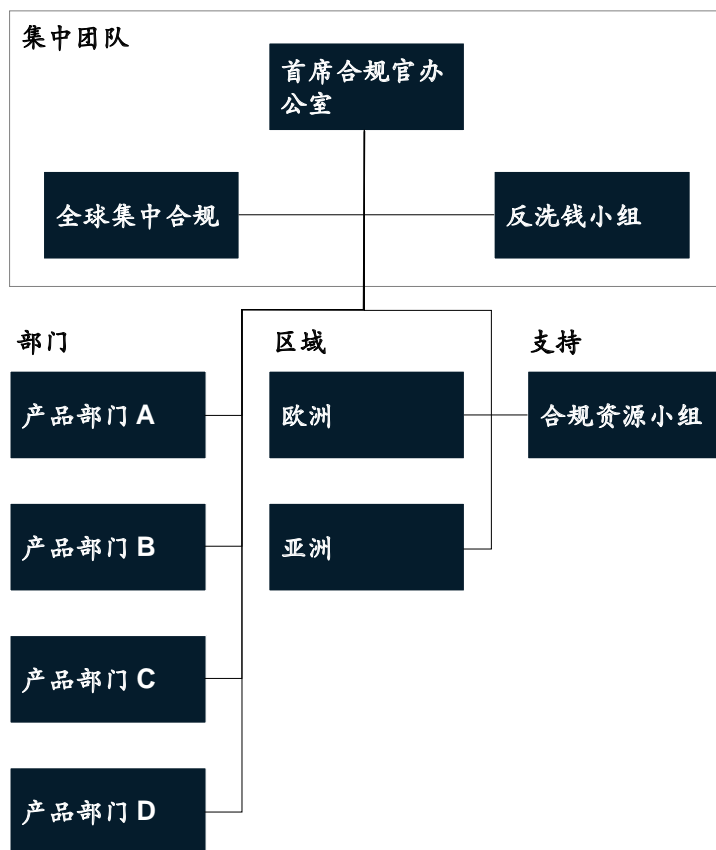 集中团队
首席合规官办
公室
全球集中合规
反洗钱小组
部门
区域
支持
产品部门 A
欧洲
合规资源小组
产品部门 B
亚洲
产品部门 C
产品部门 D